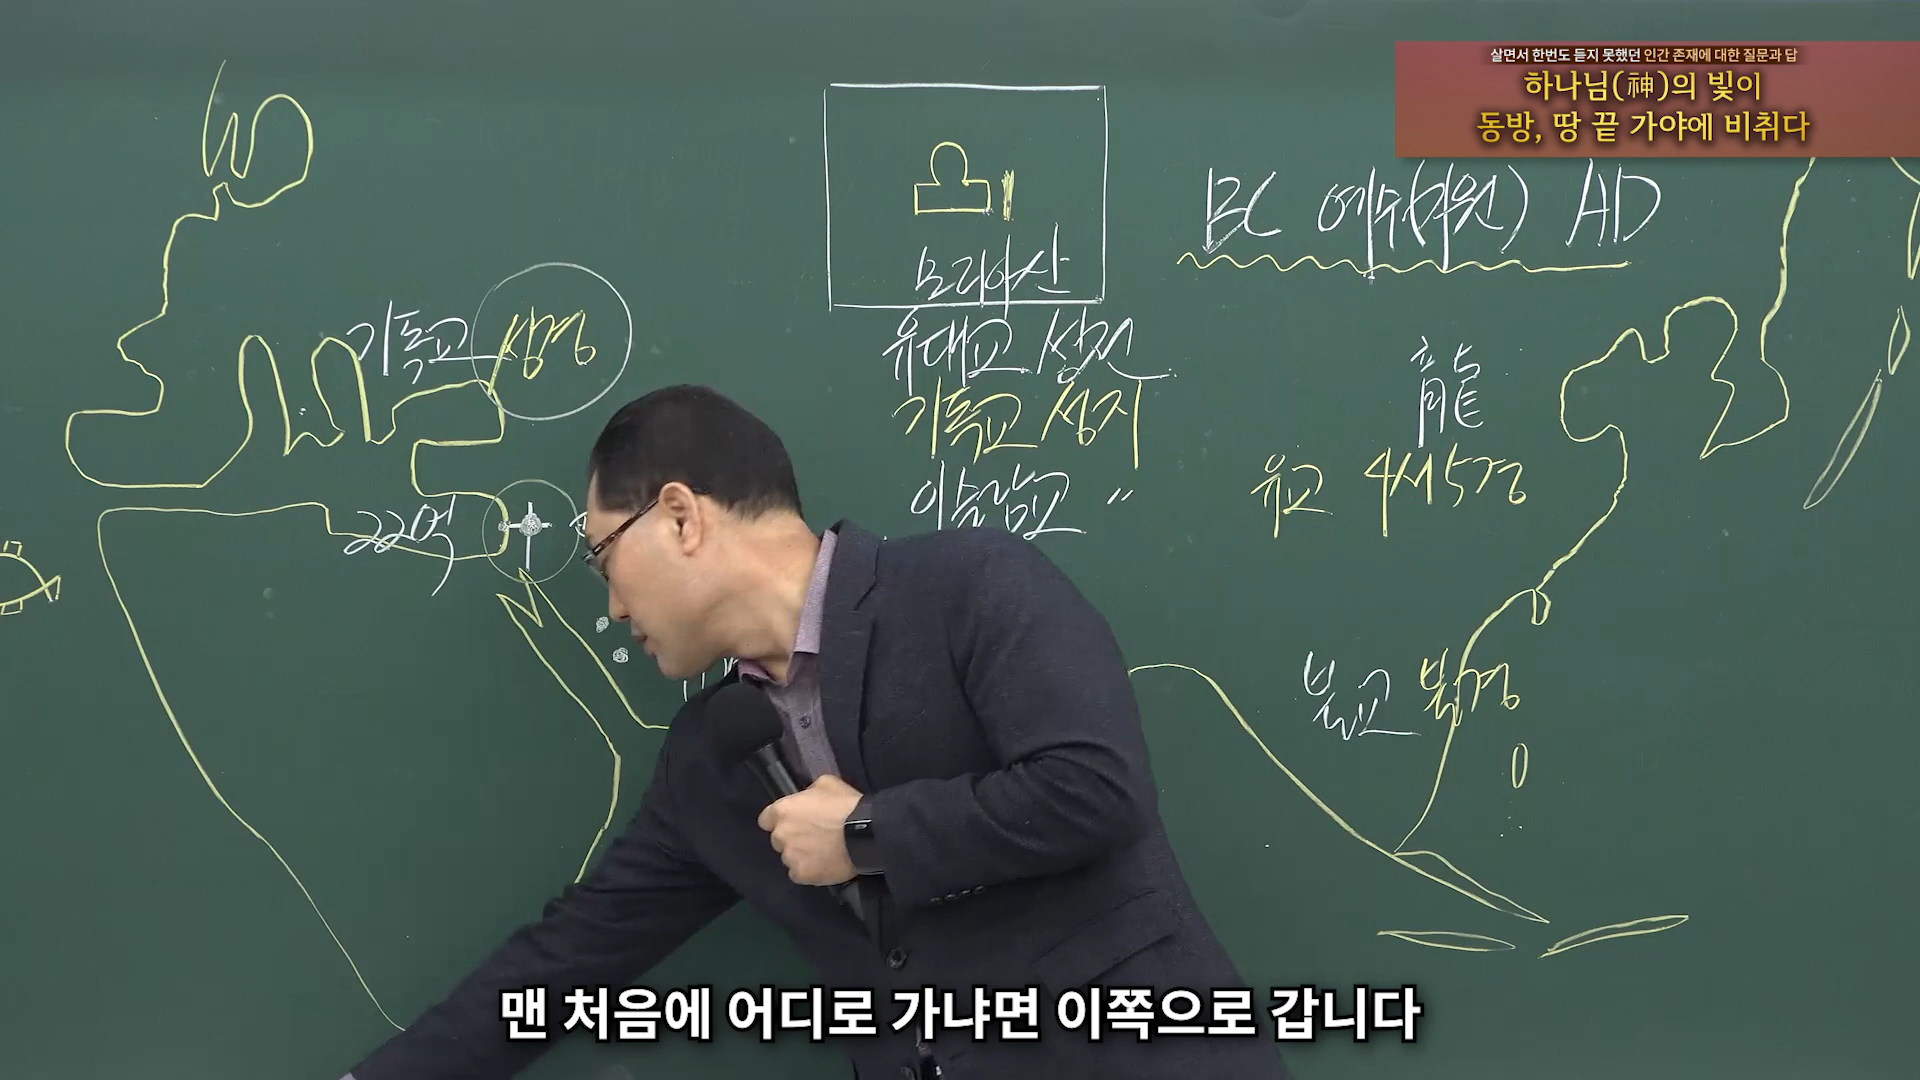 살면서 한번도 듣지 못했던 인간 존재에 대한 질문과 답
하나님(神)의 빛이
동방, 땅 끝 가야에 비취다
BC 예수(기원) AD
모리아산
유대교 성전
기독교 성지
이슬람교 〃
기독교 성경
22억
龍
유교 4서5경
불교 불경
맨 처음에 어디로 가냐면 이쪽으로 갑니다